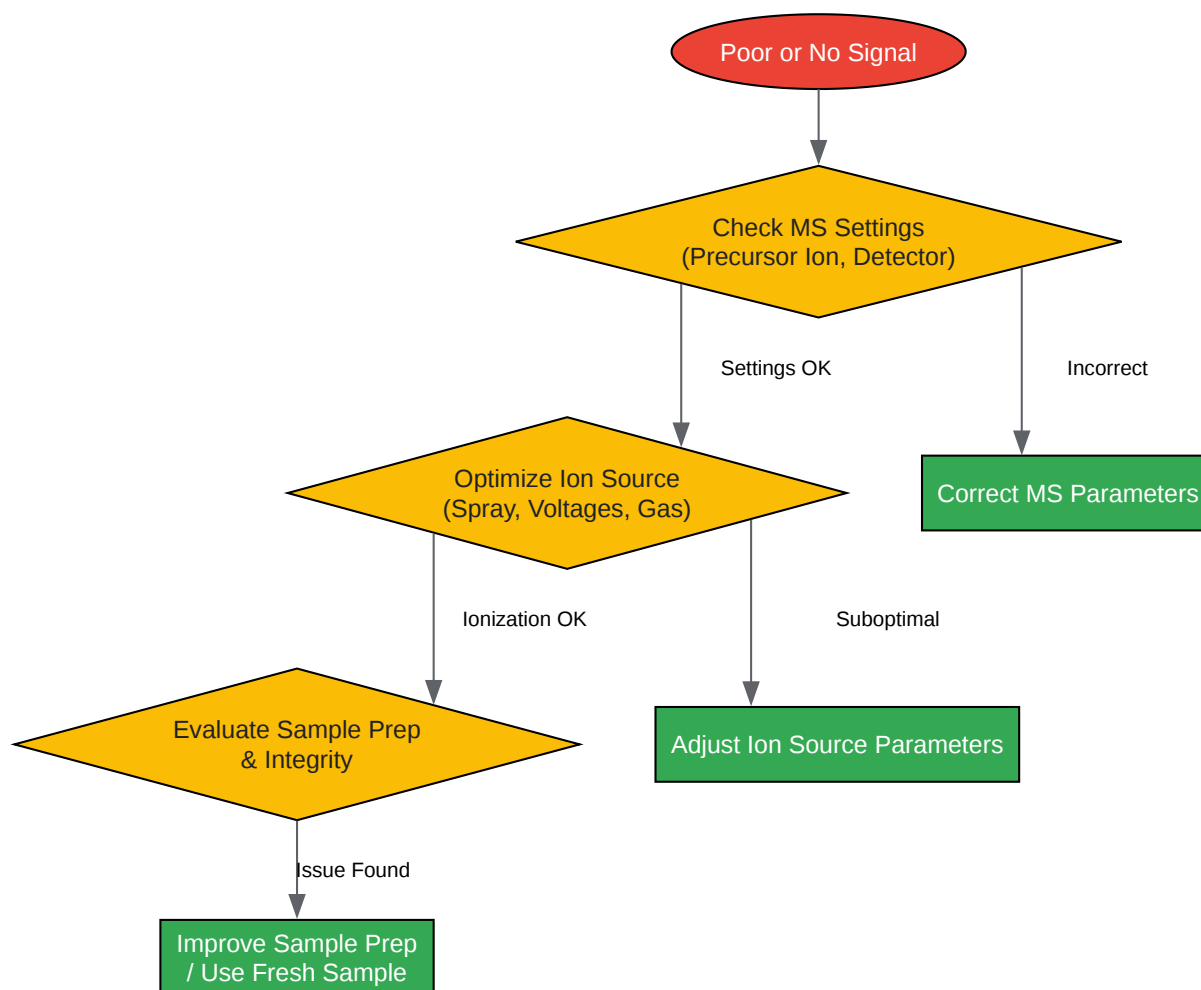 Poor or No Signal
Check MS Settings
(Precursor Ion, Detector)
Settings OK
Incorrect
Optimize Ion Source
(Spray, Voltages, Gas)
Correct MS Parameters
Ionization OK
Suboptimal
Evaluate Sample Prep
& Integrity
Adjust Ion Source Parameters
Issue Found
Improve Sample Prep
/ Use Fresh Sample